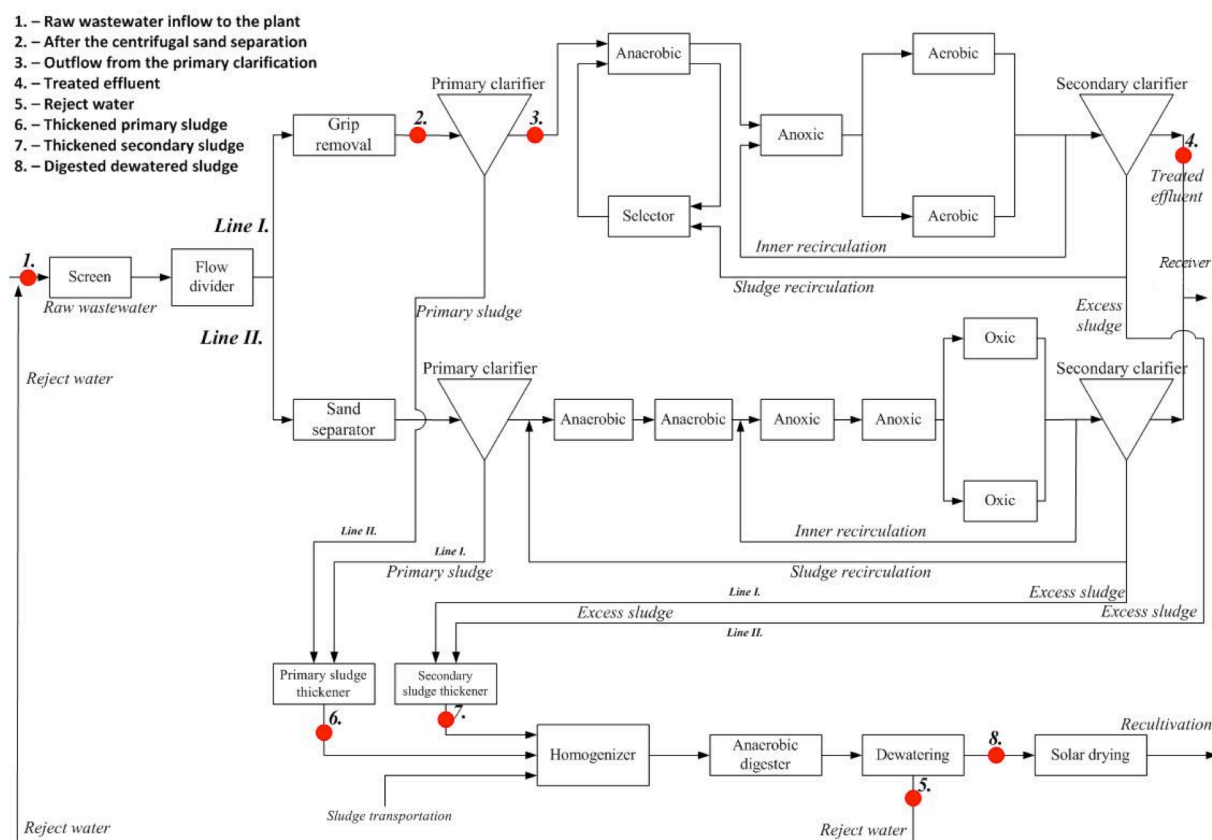 1. – Raw wastewater inflow to the plant
2. – After the centrifugal sand separation
3. – Outflow from the primary clarification
4. – Treated effluent
5. – Reject water
6. – Thickened primary sludge
7. – Thickened secondary sludge
8. – Digested dewatered sludge
Primary clarifier
Grip
removal
2.
3.
Anaerobic
Selector
Anoxic
Aerobic
Aerobic
Secondary clarifier
4.
Treated
effluent
Inner recirculation
Sludge recirculation
Receiver
Excess
sludge
Primary sludge
Line I.
1.
Screen
Raw wastewater
Flow
divider
Line II.
Reject water
Sand
separator
Primary clarifier
Anaerobic
Anaerobic
Anoxic
Anoxic
Oxic
Oxic
Secondary clarifier
Inner recirculation
Sludge recirculation
Line II.
Line I.
Primary sludge
Line I.
Excess sludge
Excess sludge
Excess sludge
Line II.
Primary sludge
thickener
Secondary
sludge thickener
6.
7.
Homogenizer
Anaerobic
digester
Dewatering
8.
Solar drying
Recultivation
5.
Sludge transportation
Reject water
Reject water